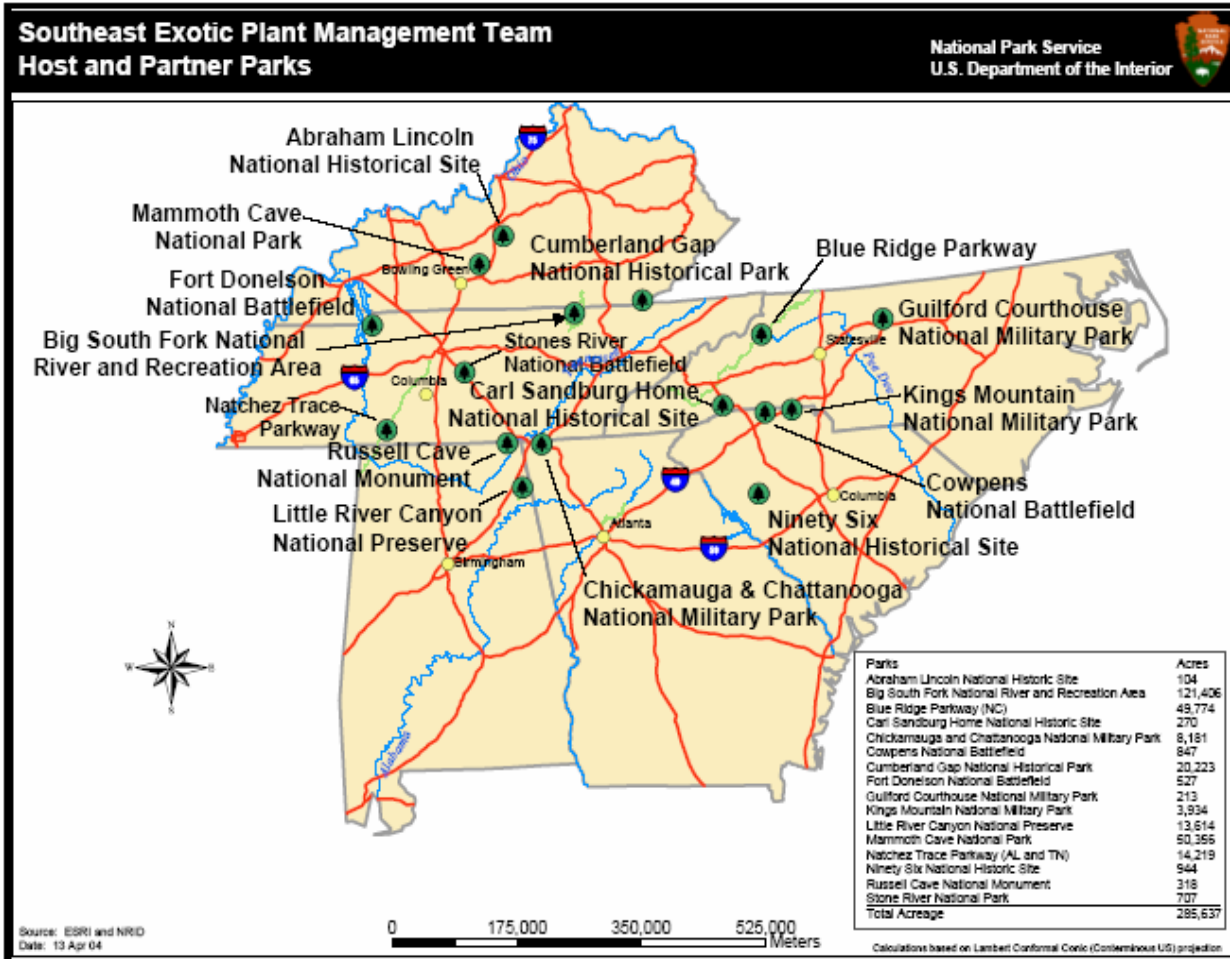 Southeast Exotic Plant Management Team
Host and Partner Parks
National Park Service
U.S. Department of the Interior
Abraham Lincoln
National Historical Site
Ohio
Mammoth Cave
National Park
Bowling Green
Cumberland Gap
National Historical Park
Blue Ridge Parkway
Fort Donelson
National Battlefield
Guilford Courthouse
National Military Park
Big South Fork National
River and Recreation Area
Stones River
National Battlefield
Statesville
Pee Dee
Columbia
Carl Sandburg Home
National Historical Site
Kings Mountain
National Military Park
Natchez Trace
Parkway
Russell Cave
National Monument
Cowpens
National Battlefield
Columbia
Little River Canyon
National Preserve
Ninety Six
National Historical Site
Atlanta
Birmingham
Chickamauga & Chattanooga
National Military Park
Alabama
N
W
S
Parks Acres
Abraham Lincoln National Historic Site 104
Big South Fork National River and Recreation Area 121,406
Blue Ridge Parkway (NC) 49,774
Carl Sandburg Home National Historic Site 270
Chickamauga and Chattanooga National Military Park 8,181
Cowpens National Battlefield 847
Cumberland Gap National Historical Park 20,223
Fort Donelson National Battlefield 527
Guilford Courthouse National Military Park 213
Kings Mountain National Military Park 3,934
Little River Canyon National Preserve 13,614
Mammoth Cave National Park 50,356
Natchez Trace Parkway (AL and TN) 14,219
Ninety Six National Historic Site 944
Russell Cave National Monument 318
Stone River National Park 707
Total Acreage 285,637
Source: ESRI and NRID
Date: 13 Apr 04
0 175,000 350,000 525,000
Meters
Calculations based on Lambert Conformal Conic (Conterminous US) projection